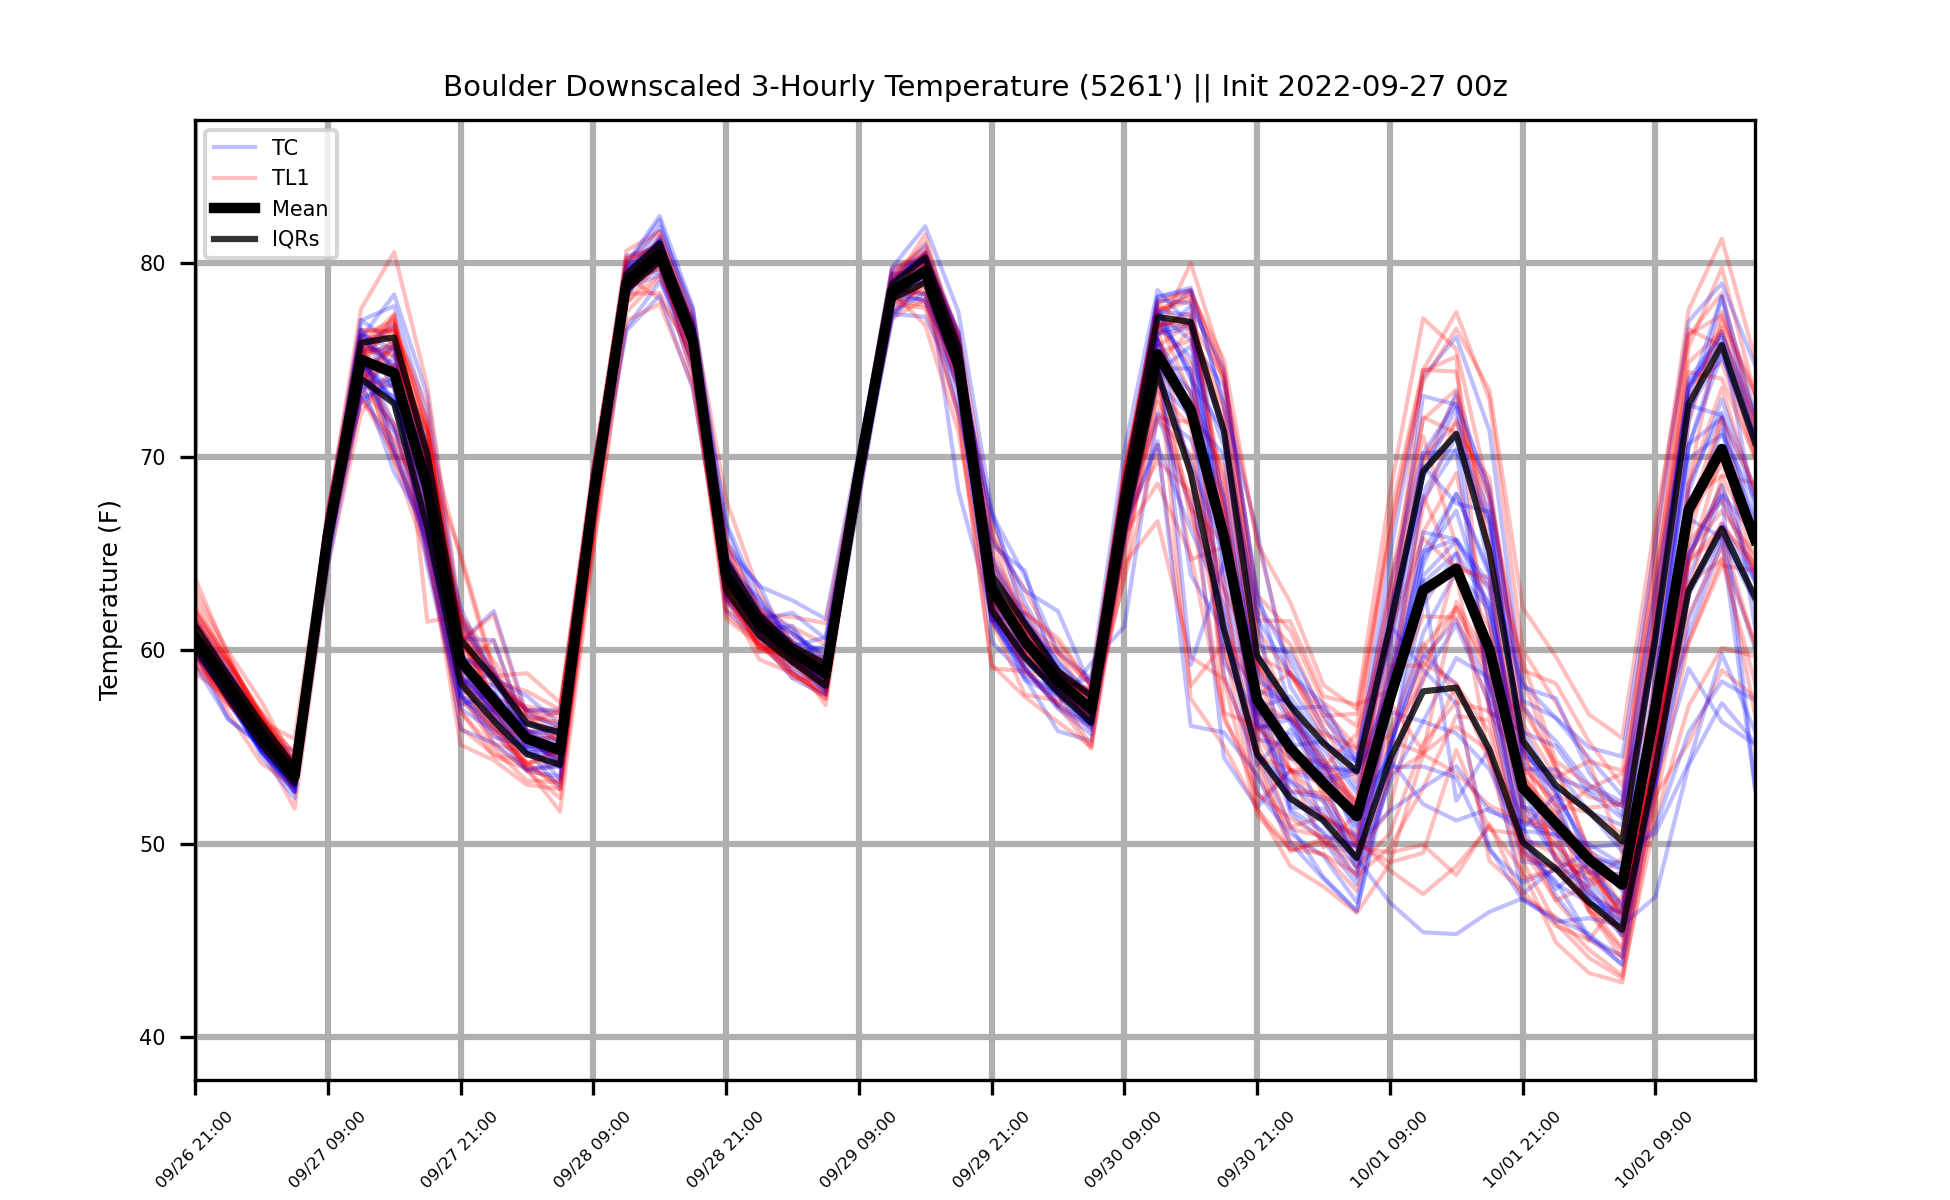 Boulder Downscaled 3-Hourly Temperature (5261') || Init 2022-09-27 00z
TC
TL1
Mean
IQRs
Temperature (F)
80
70
60
50
40
09/26 21:00
09/27 09:00
09/27 21:00
09/28 09:00
09/28 21:00
09/29 09:00
09/29 21:00
09/30 09:00
09/30 21:00
10/01 09:00
10/01 21:00
10/02 09:00